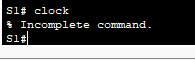 S1# clock
% Incomplete command.
S1#